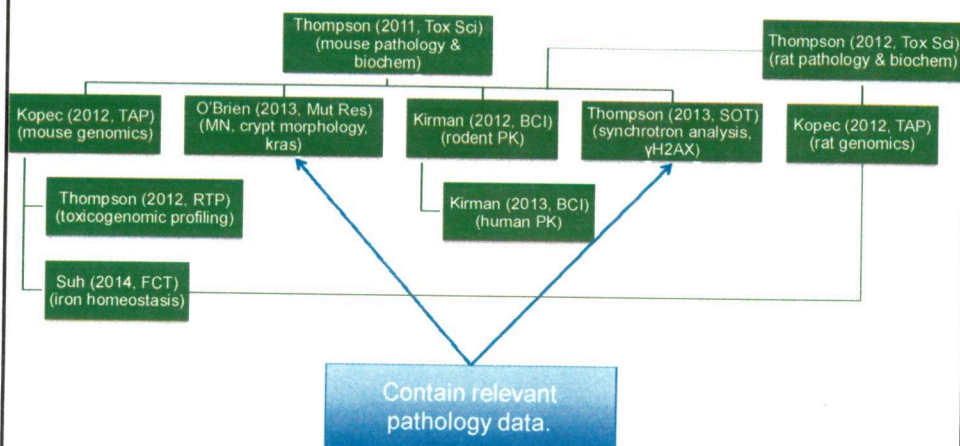 Thompson (2011, Tox Sci)
(mouse pathology &
biochem)
Thompson (2012, Tox Sci)
(rat pathology & biochem)
Kopec (2012, TAP)
(mouse genomics)
O'Brien (2013, Mut Res)
(MN, crypt morphology,
kras)
Kirman (2012, BCI)
(rodent PK)
Thompson (2013, SOT)
(synchrotron analysis,
γH2AX)
Kopec (2012, TAP)
(rat genomics)
Thompson (2012, RTP)
(toxicogenomic profiling)
Kirman (2013, BCI)
(human PK)
Suh (2014, FCT)
(iron homeostasis)
Contain relevant
pathology data.